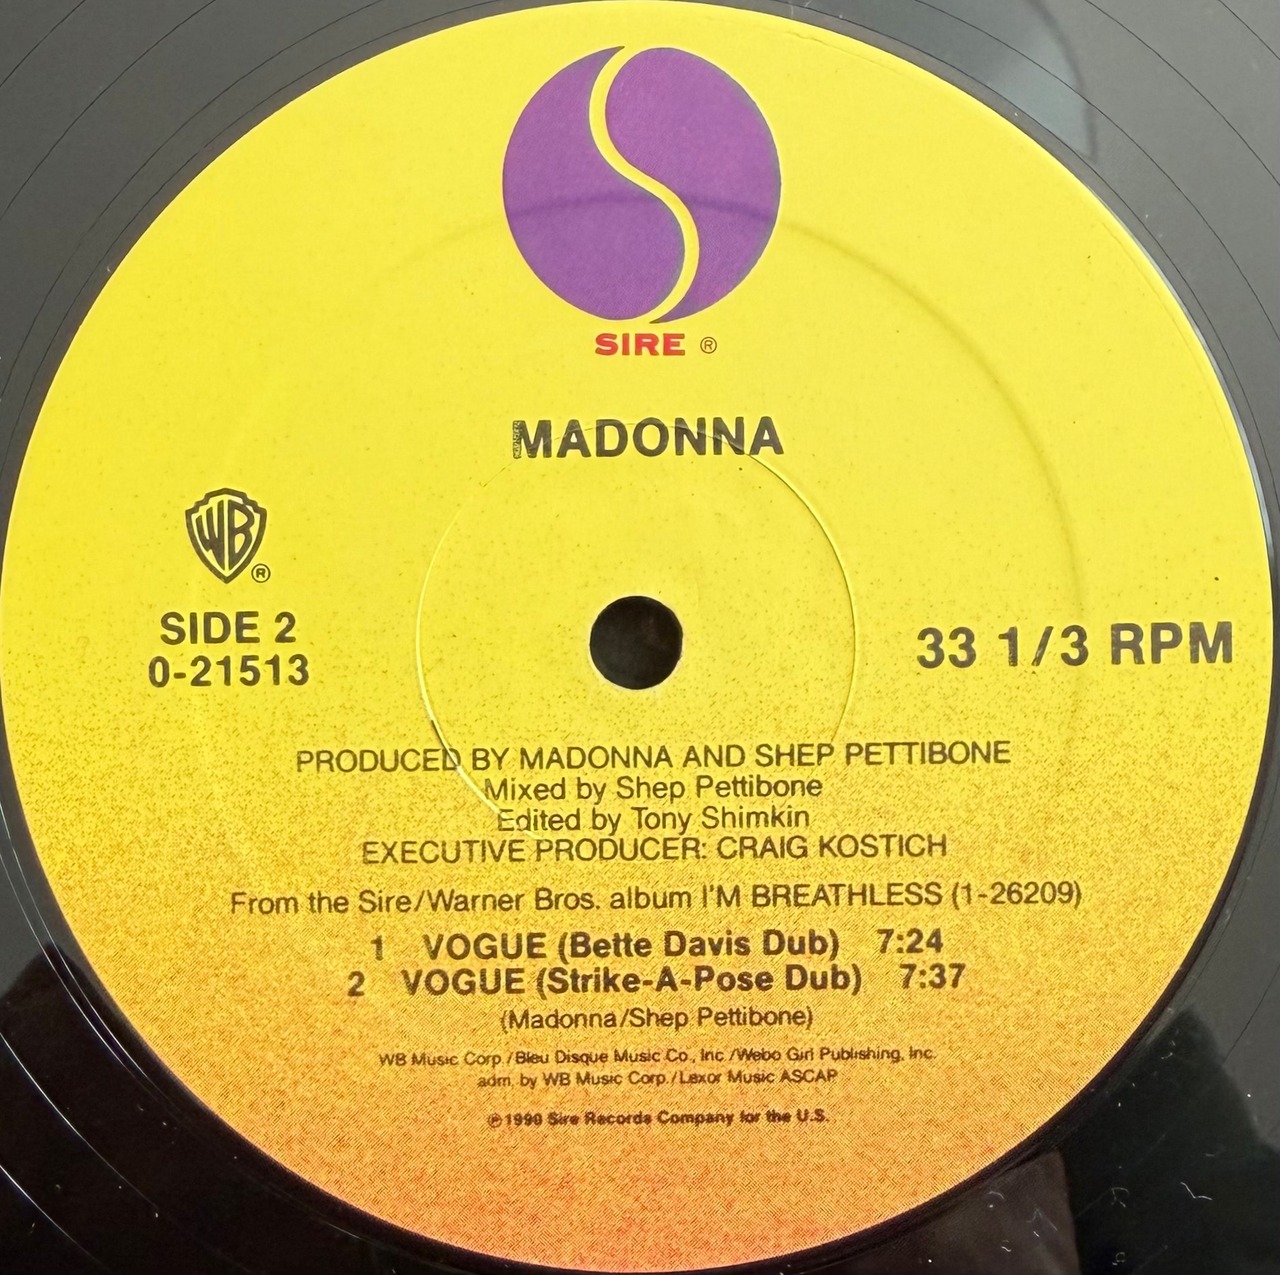 SIRE ®
MADONNA
WB ®
SIDE 2
0-21513
33 1/3 RPM
PRODUCED BY MADONNA AND SHEP PETTIBONE
Mixed by Shep Pettibone
Edited by Tony Shimkin
EXECUTIVE PRODUCER: CRAIG KOSTICH
From the Sire/Warner Bros. album I'M BREATHLESS (1-26209)
1 VOGUE (Bette Davis Dub) 7:24
2 VOGUE (Strike-A-Pose Dub) 7:37
(Madonna/Shep Pettibone)
WB Music Corp./Bleu Disque Music Co., Inc./Webo Girl Publishing, Inc.
adm. by WB Music Corp./Lexor Music ASCAP
℗1990 Sire Records Company for the U.S.